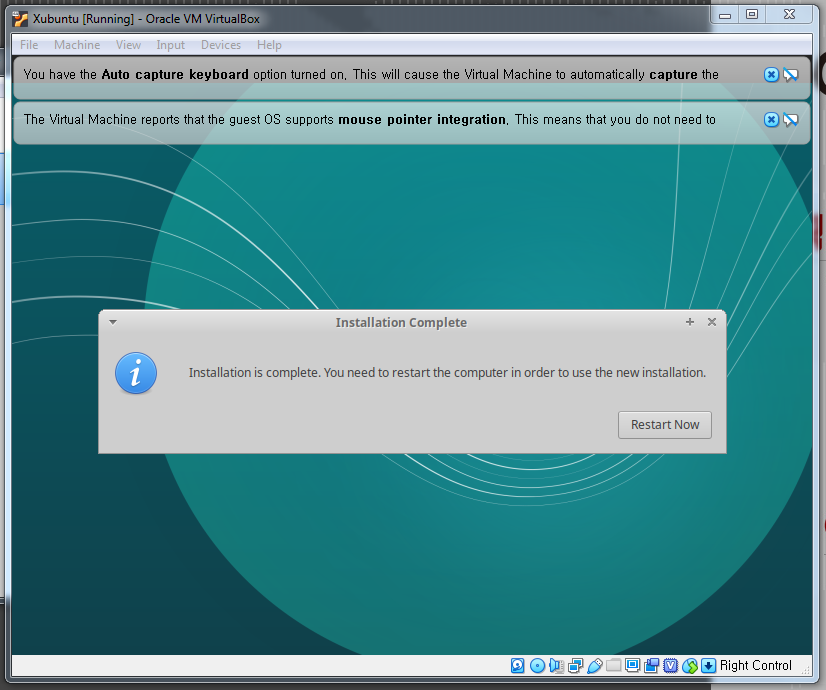 Xubuntu [Running] - Oracle VM VirtualBox
File Machine View Input Devices Help
You have the Auto capture keyboard option turned on. This will cause the Virtual Machine to automatically capture the
The Virtual Machine reports that the guest OS supports mouse pointer integration. This means that you do not need to
Installation Complete
Installation is complete. You need to restart the computer in order to use the new installation.
Restart Now
Right Control